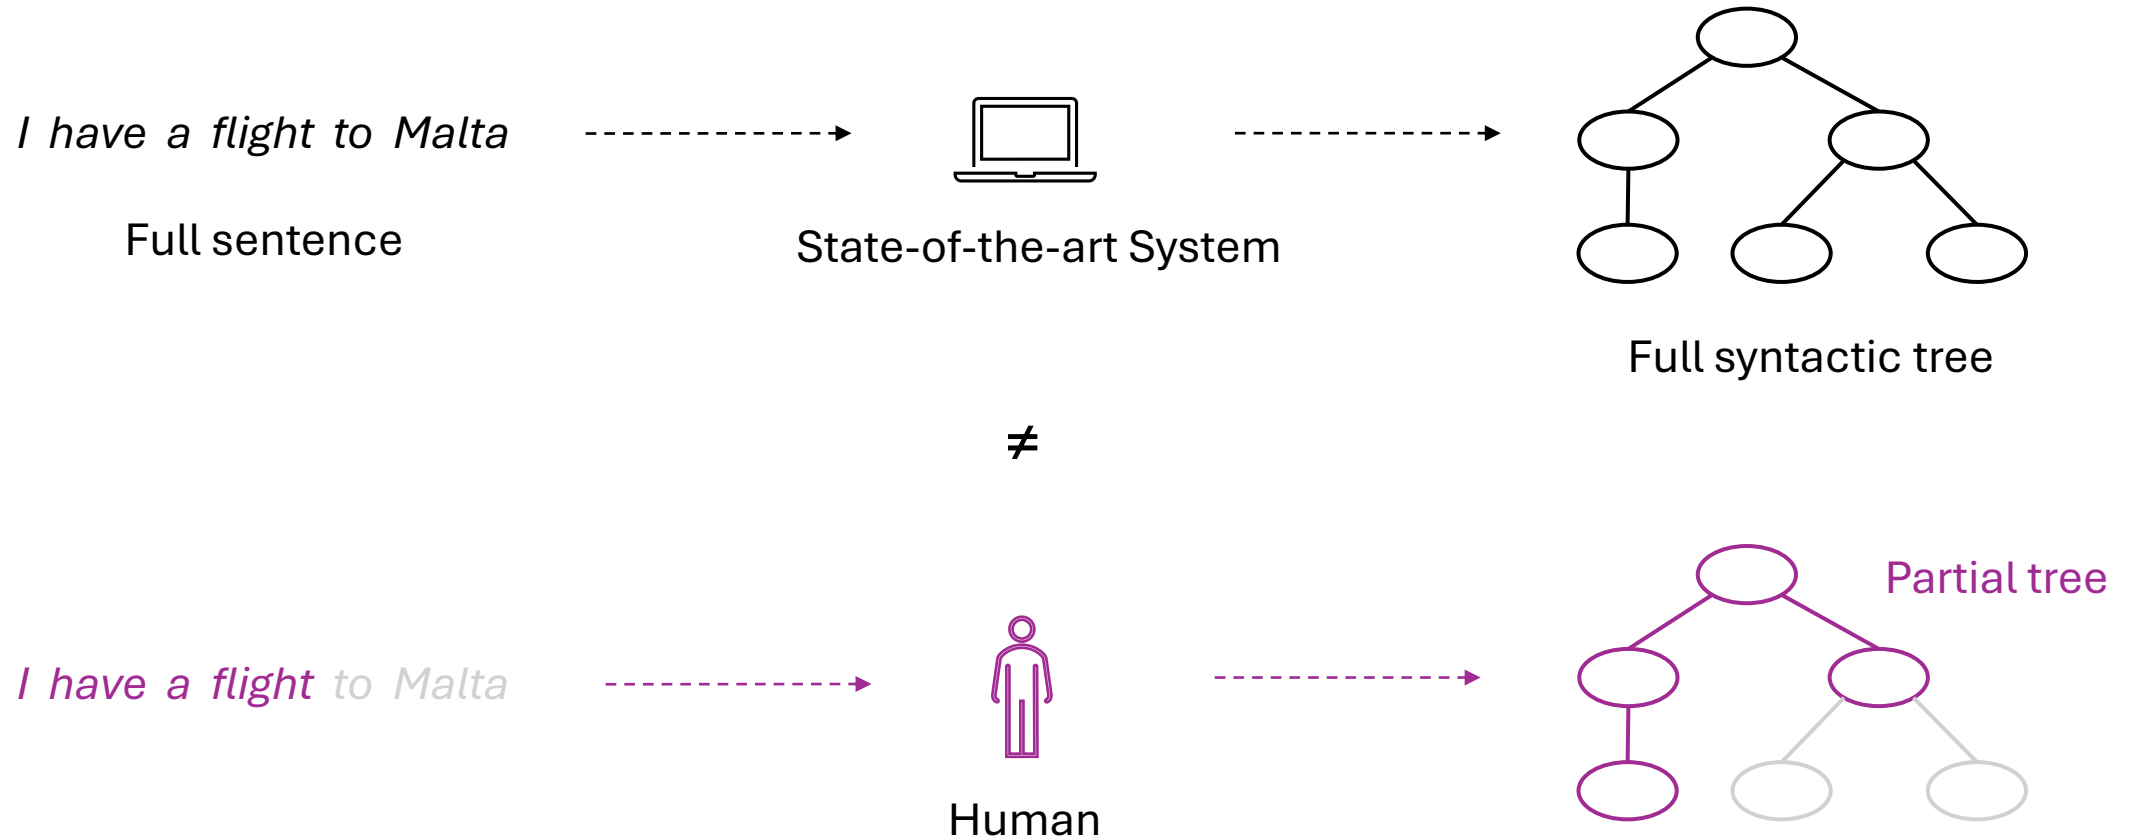 I have a flight to Malta
Full sentence
State-of-the-art System
Full syntactic tree
≠
Partial tree
I have a flight to Malta
Human